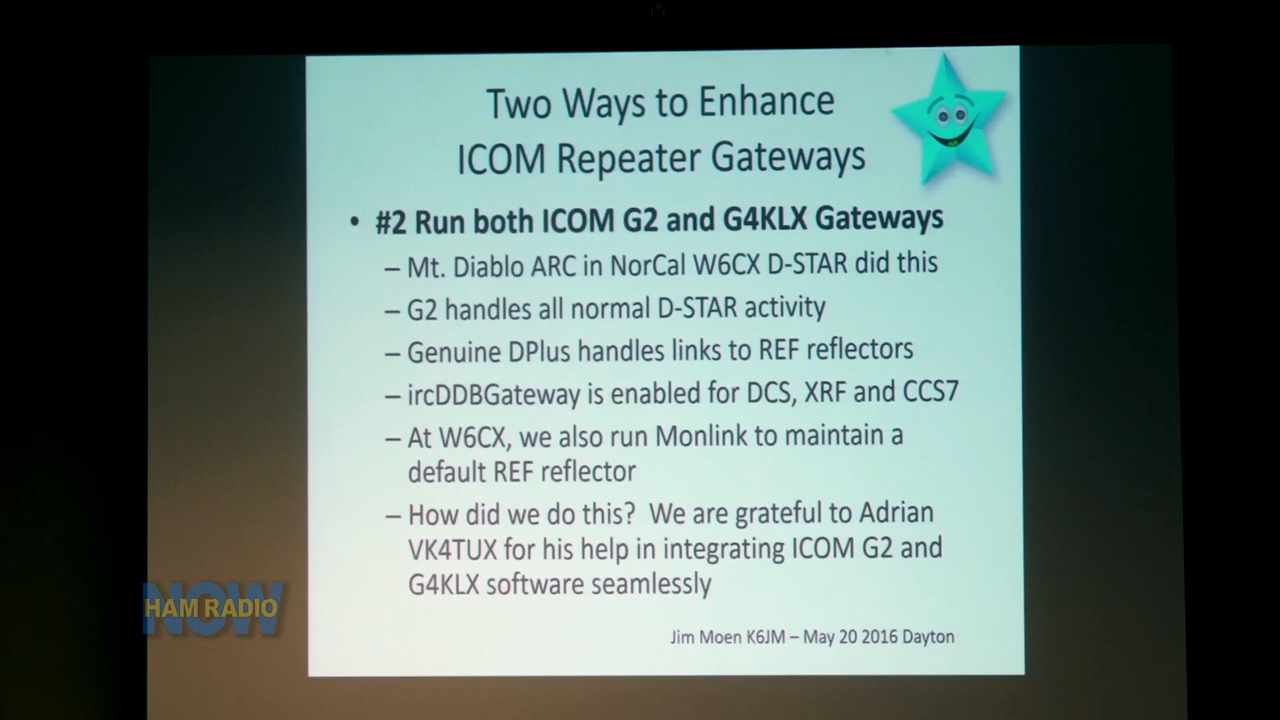 Two Ways to Enhance
ICOM Repeater Gateways
• #2 Run both ICOM G2 and G4KLX Gateways
– Mt. Diablo ARC in NorCal W6CX D-STAR did this
– G2 handles all normal D-STAR activity
– Genuine DPlus handles links to REF reflectors
– ircDDBGateway is enabled for DCS, XRF and CCS7
– At W6CX, we also run Monlink to maintain a
default REF reflector
– How did we do this?  We are grateful to Adrian
VK4TUX for his help in integrating ICOM G2 and
G4KLX software seamlessly
Jim Moen K6JM – May 20 2016 Dayton
NOW
HAM RADIO